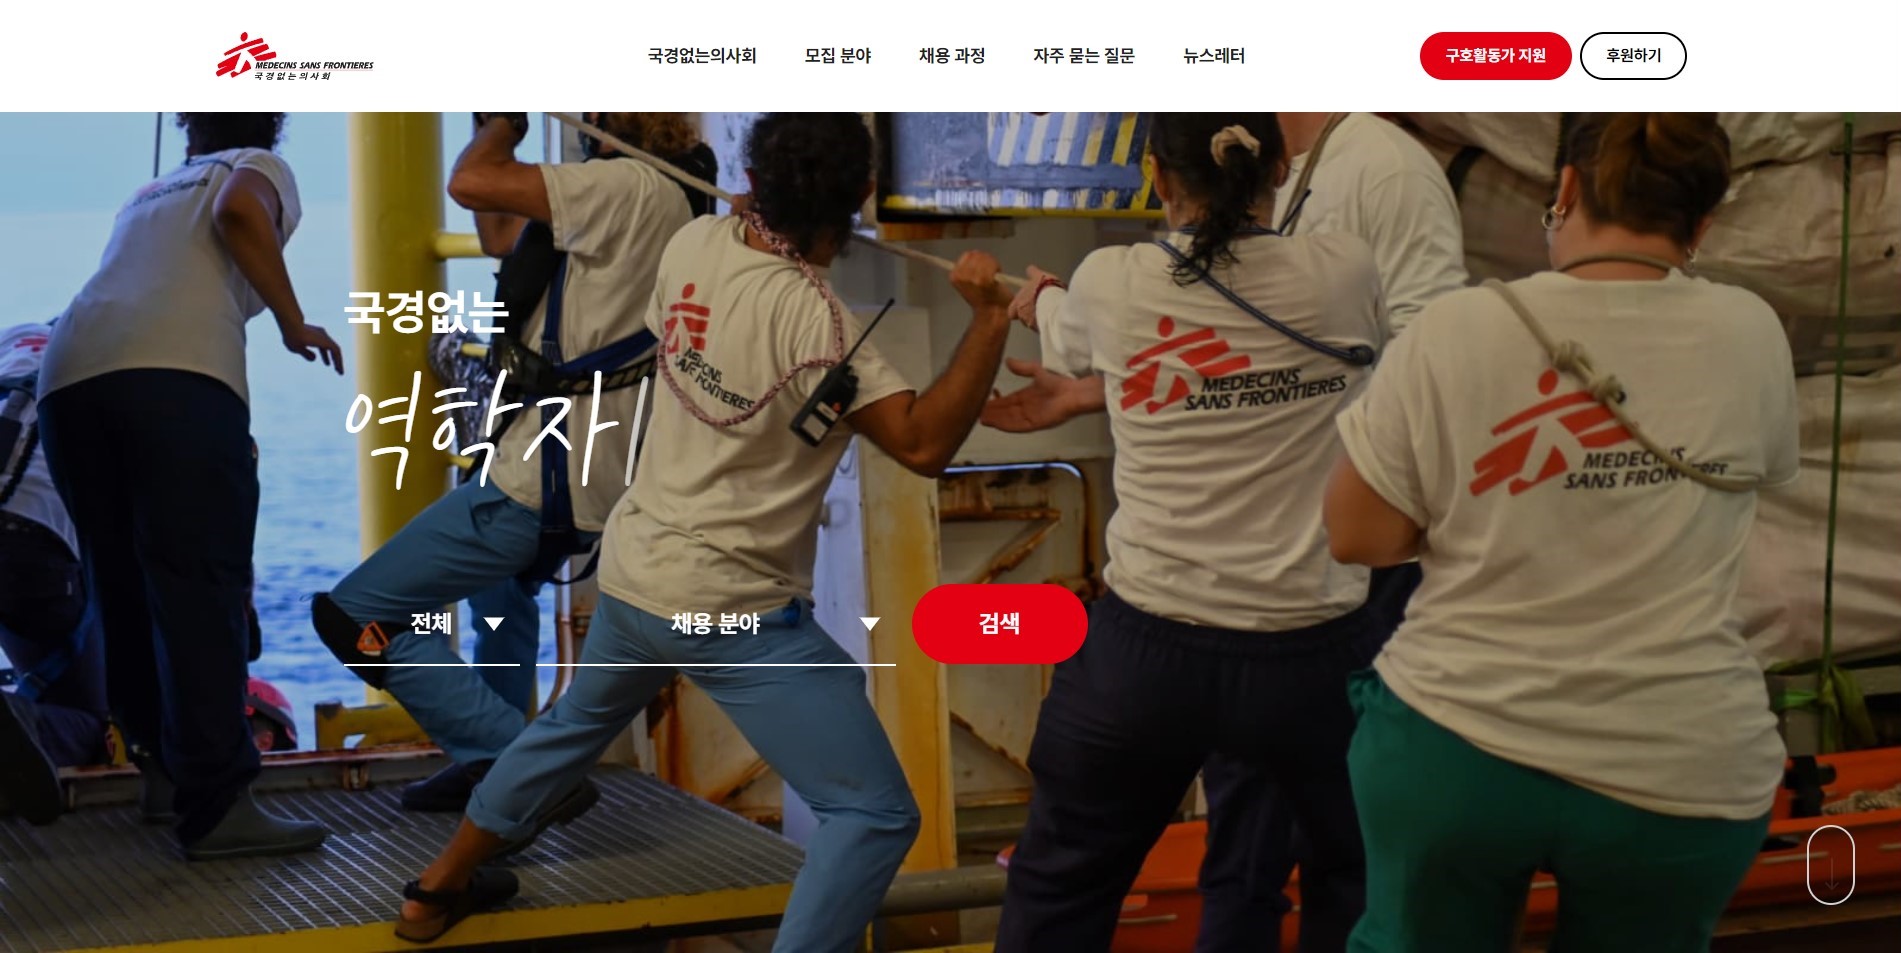 MEDECINS SANS FRONTIERES
국경없는의사회
국경없는의사회
모집 분야
채용 과정
자주 묻는 질문
뉴스레터
구호활동가 지원
후원하기
국경없는
역학자
전체
채용 분야
검색
MEDECINS
SANS FRONTIERES
MEDECINS
SANS FRONTIERES
MEDECINS
SANS FRONTIERES